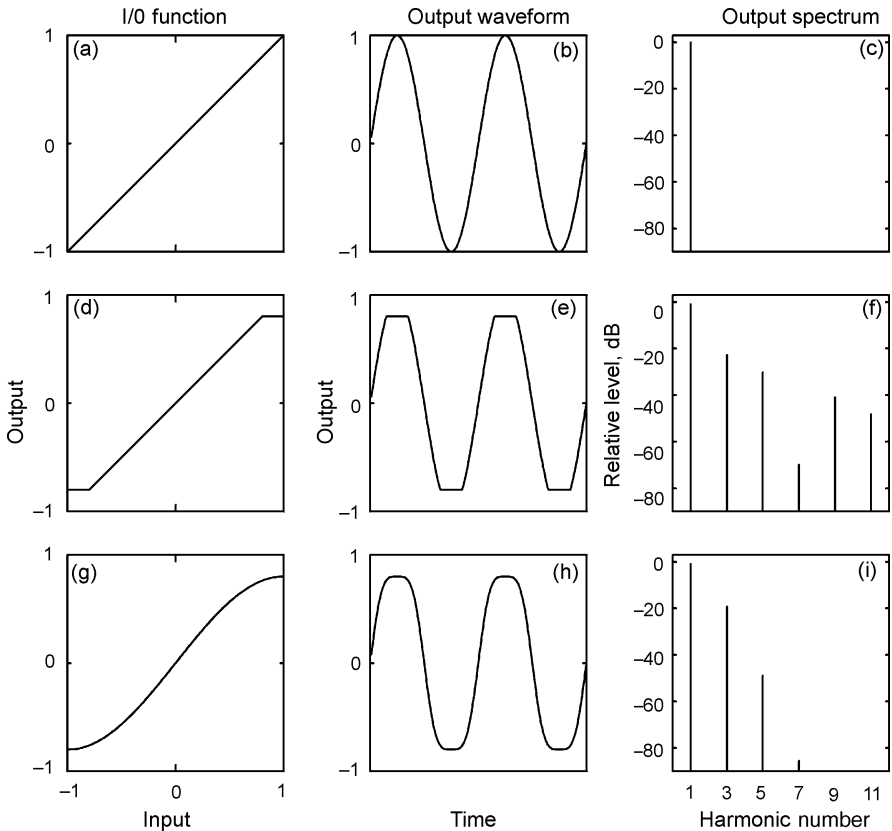 I/0 function
Output waveform
Output spectrum
1
0
–1
(a)
1
0
–1
(b)
0
–20
–40
–60
–80
(c)
Output
1
0
–1
(d)
Output
1
0
–1
(e)
Relative level, dB
0
–20
–40
–60
–80
(f)
1
0
–1
(g)
1
0
–1
(h)
0
–20
–40
–60
–80
(i)
–1 0 1
1 3 5 7 9 11
Input
Time
Harmonic number